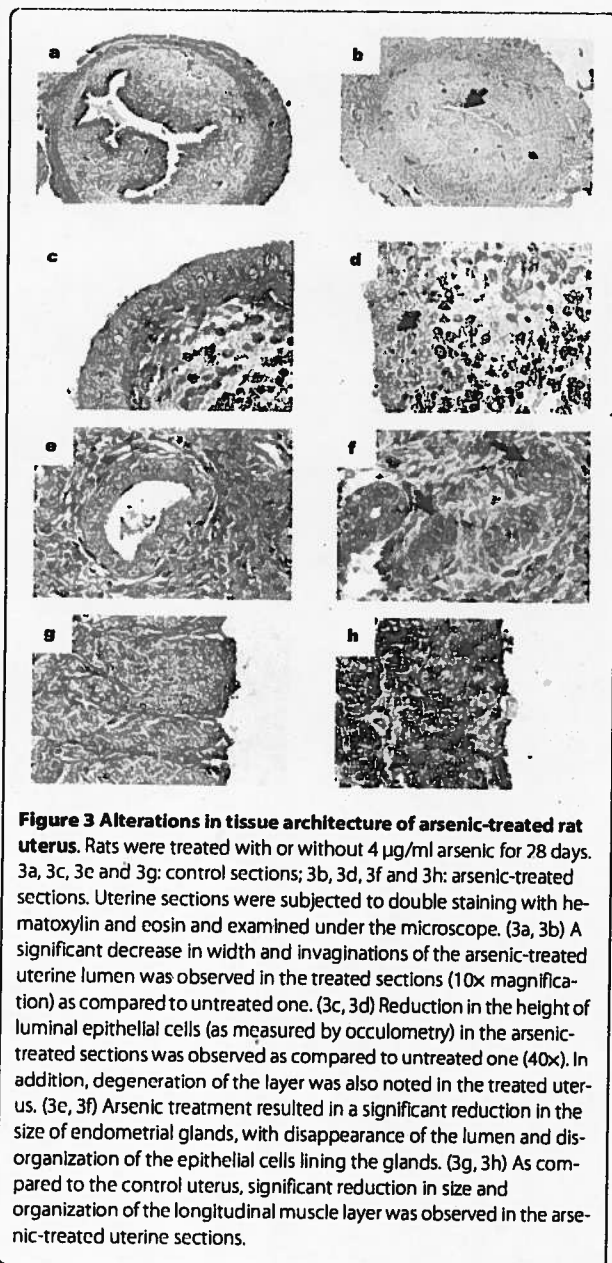 a
b
c
d
e
f
g
h
Figure 3 Alterations in tissue architecture of arsenic-treated rat
uterus. Rats were treated with or without 4 µg/ml arsenic for 28 days.
3a, 3c, 3e and 3g: control sections; 3b, 3d, 3f and 3h: arsenic-treated
sections. Uterine sections were subjected to double staining with he-
matoxylin and eosin and examined under the microscope. (3a, 3b) A
significant decrease in width and invaginations of the arsenic-treated
uterine lumen was observed in the treated sections (10x magnifica-
tion) as compared to untreated one. (3c, 3d) Reduction in the height of
luminal epithelial cells (as measured by occulometry) in the arsenic-
treated sections was observed as compared to untreated one (40x). In
addition, degeneration of the layer was also noted in the treated uter-
us. (3e, 3f) Arsenic treatment resulted in a significant reduction in the
size of endometrial glands, with disappearance of the lumen and dis-
organization of the epithelial cells lining the glands. (3g, 3h) As com-
pared to the control uterus, significant reduction in size and
organization of the longitudinal muscle layer was observed in the arse-
nic-treated uterine sections.